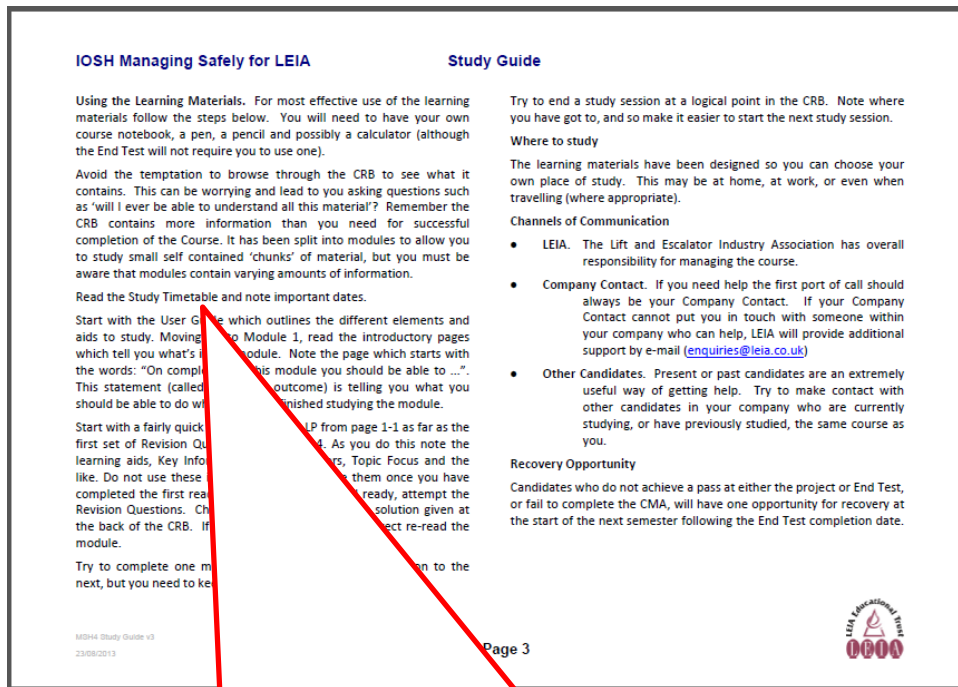 IOSH Managing Safely for LEIA
Study Guide
Using the Learning Materials. For most effective use of the learning
materials follow the steps below. You will need to have your own
course notebook, a pen, a pencil and possibly a calculator (although
the End Test will not require you to use one).
Avoid the temptation to browse through the CRB to see what it
contains. This can be worrying and lead to you asking questions such
as 'will I ever be able to understand all this material'? Remember the
CRB contains more information than you need for successful
completion of the Course. It has been split into modules to allow you
to study small self contained 'chunks' of material, but you must be
aware that modules contain varying amounts of information.
Read the Study Timetable and note important dates.
Start with the User which outlines the different elements and
aids to study. Moving Module 1, read the introductory pages
which tell you what's module. Note the page which starts with
the words: "On this module you should be able to ...".
This statement (called outcome) is telling you what you
should be able to do finished studying the module.
Start with a fairly quick LP from page 1-1 as far as the
first set of Revision 4. As you do this note the
learning aids, Key Topic Focus and the
like. Do not use these them once you have
completed the first ready, attempt the
Revision Questions. solution given at
the back of the CRB. If re-read the
module.
Try to complete one on to the
next, but you need to
Try to end a study session at a logical point in the CRB. Note where
you have got to, and so make it easier to start the next study session.
Where to study
The learning materials have been designed so you can choose your
own place of study. This may be at home, at work, or even when
travelling (where appropriate).
Channels of Communication
• LEIA. The Lift and Escalator Industry Association has overall
responsibility for managing the course.
• Company Contact. If you need help the first port of call should
always be your Company Contact. If your Company
Contact cannot put you in touch with someone within
your company who can help, LEIA will provide additional
support by e-mail (enquiries@leia.co.uk)
• Other Candidates. Present or past candidates are an extremely
useful way of getting help. Try to make contact with
other candidates in your company who are currently
studying, or have previously studied, the same course as
you.
Recovery Opportunity
Candidates who do not achieve a pass at either the project or End Test,
or fail to complete the CMA, will have one opportunity for recovery at
the start of the next semester following the End Test completion date.
MSH4 Study Guide v3
23/08/2013
Page 3
LEIA Educational Trust
LEIA